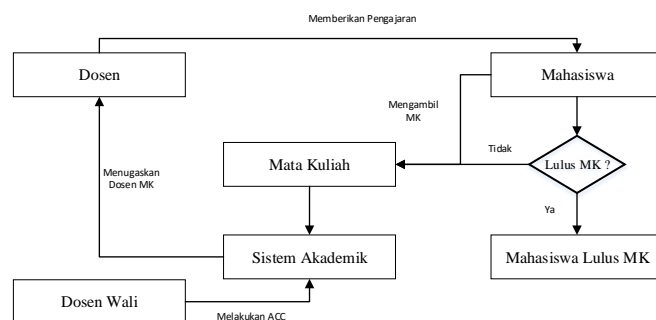 Memberikan Pengajaran
Dosen
Mahasiswa
Mengambil
MK
Tidak
Lulus MK ?
Mata Kuliah
Menugaskan
Dosen MK
Ya
Sistem Akademik
Mahasiswa Lulus MK
Dosen Wali
Melakukan ACC